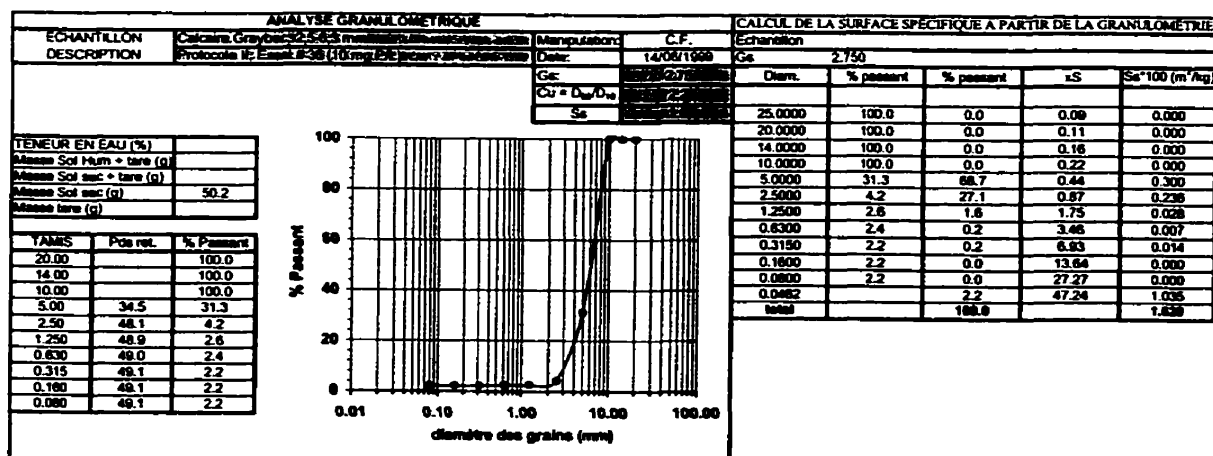 ANALYSE GRANULOMÉTRIQUE
ÉCHANTILLON
DESCRIPTION
Manipulation: C.F.
Date: 14/06/1999
Gs:
Cu = D60/D10
Ss
TENEUR EN EAU (%)
Masse Sol Hum + tare (g)
Masse Sol sec + tare (g)
Masse Sol sec (g) 50.2
Masse tare (g)
TAMIS Pds ret. % Passant
20.00 100.0
14.00 100.0
10.00 100.0
5.00 34.5 31.3
2.50 48.1 4.2
1.250 48.9 2.6
0.630 49.0 2.4
0.315 49.1 2.2
0.160 49.1 2.2
0.080 49.1 2.2
% Passant
100
80
60
40
20
0
0.01 0.10 1.00 10.00 100.00
diamètre des grains (mm)
CALCUL DE LA SURFACE SPÉCIFIQUE A PARTIR DE LA GRANULOMÉTRIE
Echantillon
Gs 2.750
Diam. % passant % passant xS Ss*100 (m²/kg)
25.0000 100.0 0.0 0.09 0.000
20.0000 100.0 0.0 0.11 0.000
14.0000 100.0 0.0 0.16 0.000
10.0000 100.0 0.0 0.22 0.000
5.0000 31.3 68.7 0.44 0.300
2.5000 4.2 27.1 0.87 0.236
1.2500 2.6 1.6 1.75 0.028
0.6300 2.4 0.2 3.46 0.007
0.3150 2.2 0.2 6.93 0.014
0.1600 2.2 0.0 13.64 0.000
0.0800 2.2 0.0 27.27 0.000
0.0462 2.2 47.24 1.035
total 100.0